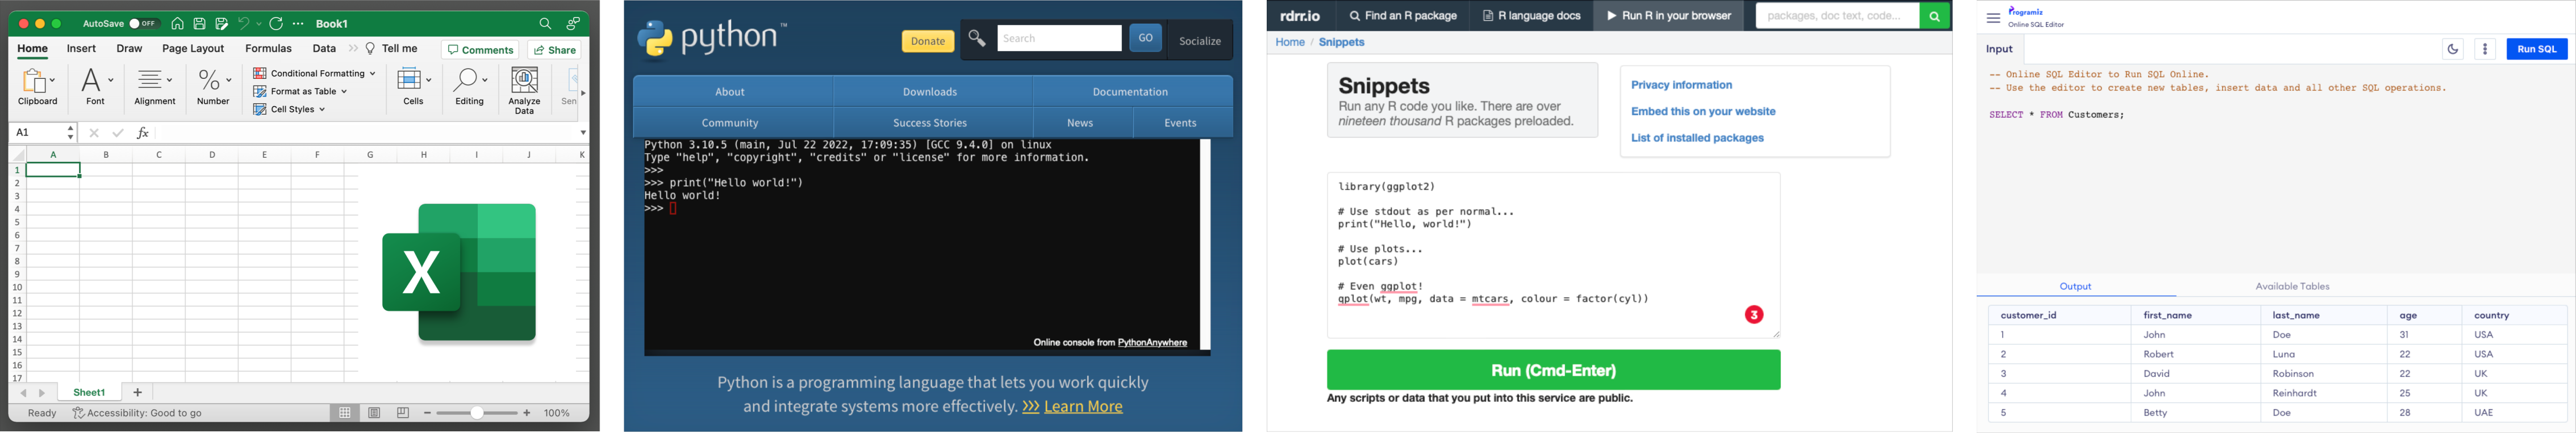 AutoSave OFF Book1
Home Insert Draw Page Layout Formulas Data Tell me Comments Share
Clipboard Font Alignment Number Conditional Formatting Format as Table Cell Styles Cells Editing Analyze Data Sen
A1 fx
A B C D E F G H I J K
1
2
3
4
5
6
7
8
9
10
11
12
13
14
15
16
17
X
Sheet1 +
Ready Accessibility: Good to go 100%
python™
Donate Search GO Socialize
About Downloads Documentation
Community Success Stories News Events
Python 3.10.5 (main, Jul 22 2022, 17:09:35) [GCC 9.4.0] on linux
Type "help", "copyright", "credits" or "license" for more information.
>>>
>>> print("Hello world!")
Hello world!
>>>
Online console from PythonAnywhere
Python is a programming language that lets you work quickly
and integrate systems more effectively. >>> Learn More
rdrr.io Find an R package R language docs Run R in your browser packages, doc text, code...
Home / Snippets
Snippets
Run any R code you like. There are over
nineteen thousand R packages preloaded.
Privacy information
Embed this on your website
List of installed packages
library(ggplot2)
# Use stdout as per normal...
print("Hello, world!")
# Use plots...
plot(cars)
# Even ggplot!
qplot(wt, mpg, data = mtcars, colour = factor(cyl))
3
Run (Cmd-Enter)
Any scripts or data that you put into this service are public.
Programiz
Online SQL Editor
Input Run SQL
-- Online SQL Editor to Run SQL Online.
-- Use the editor to create new tables, insert data and all other SQL operations.
SELECT * FROM Customers;
Output Available Tables
customer_id first_name last_name age country
1 John Doe 31 USA
2 Robert Luna 22 USA
3 David Robinson 22 UK
4 John Reinhardt 25 UK
5 Betty Doe 28 UAE